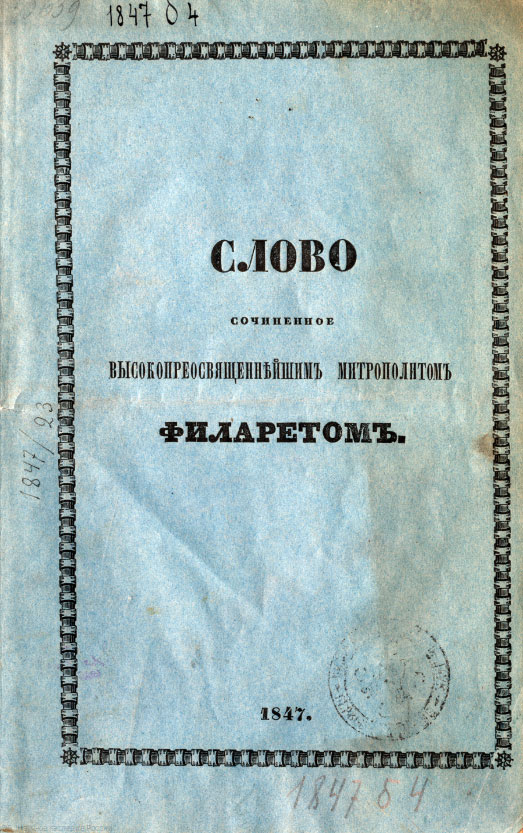 1847 б 4
СЛОВО
СОЧИНЕННОЕ
ВЫСОКОПРЕОСВЯЩЕННѢЙШИМЪ МИТРОПОЛИТОМЪ
ФИЛАРЕТОМЪ.
1847/23
1847.
1847 б 4